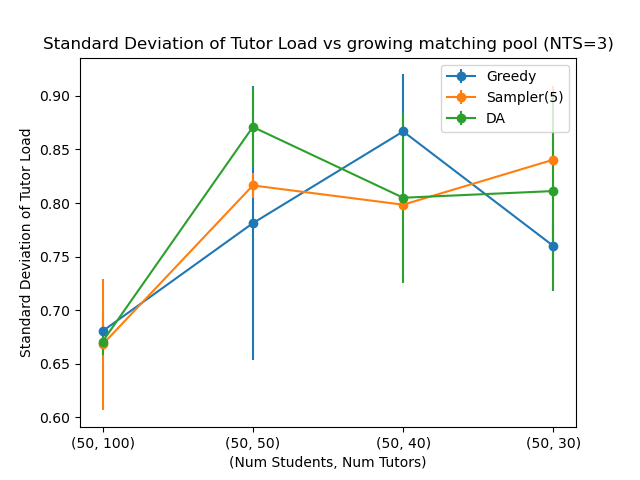 Standard Deviation of Tutor Load vs growing matching pool (NTS=3)
Greedy
Sampler(5)
DA
Standard Deviation of Tutor Load
0.90
0.85
0.80
0.75
0.70
0.65
0.60
(50, 100)
(50, 50)
(50, 40)
(50, 30)
(Num Students, Num Tutors)